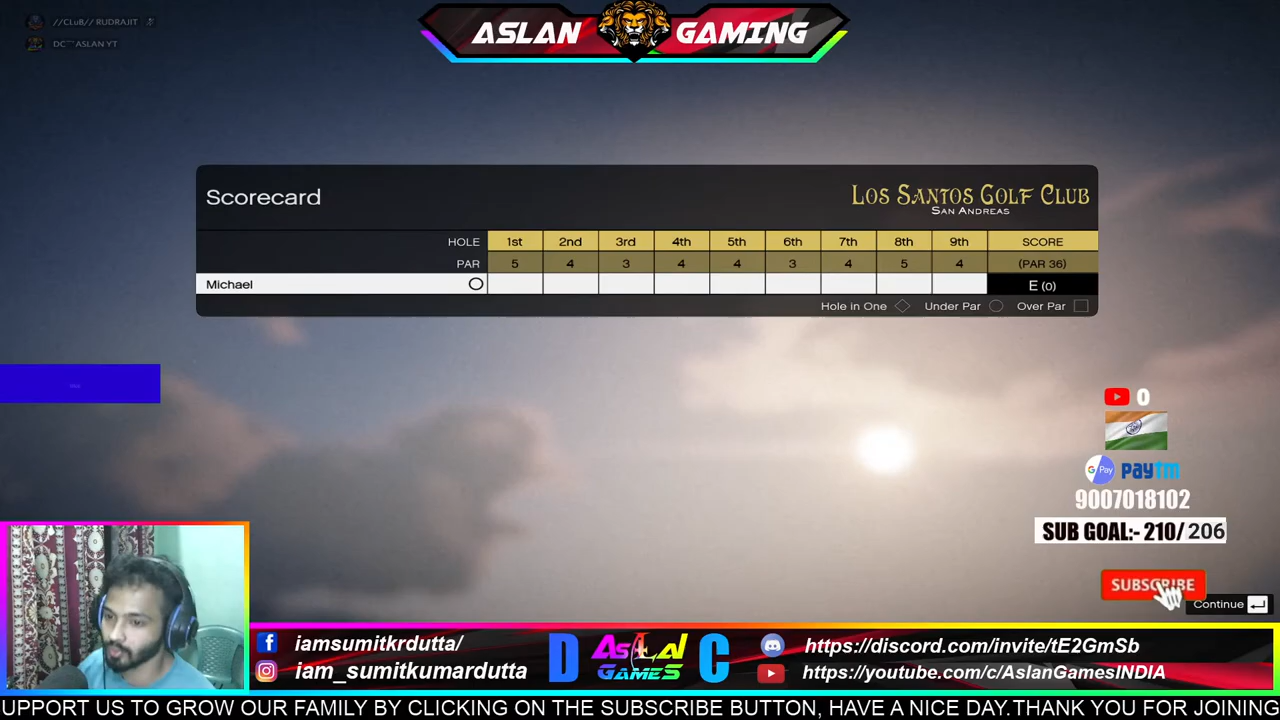 //CLuB// RUDRAJIT
ASLAN GAMING
Scorecard
LOS SANTOS GOLF CLUB
SAN ANDREAS
HOLE 1st 2nd 3rd 4th 5th 6th 7th 8th 9th SCORE
PAR 5 4 3 4 4 3 4 5 4 (PAR 36)
Michael E (0)
Hole in One Under Par Over Par
0
G Pay paytm
9007018102
SUB GOAL:- 210/ 206
SUBSCRIBE
Continue
iamsumitkrdutta/
iam_sumitkumardutta
D ASLAN GAMES C
https://discord.com/invite/tE2GmSb
https://youtube.com/c/AslanGamesINDIA
UPPORT US TO GROW OUR FAMILY BY CLICKING ON THE SUBSCRIBE BUTTON, HAVE A NICE DAY.THANK YOU FOR JOINING